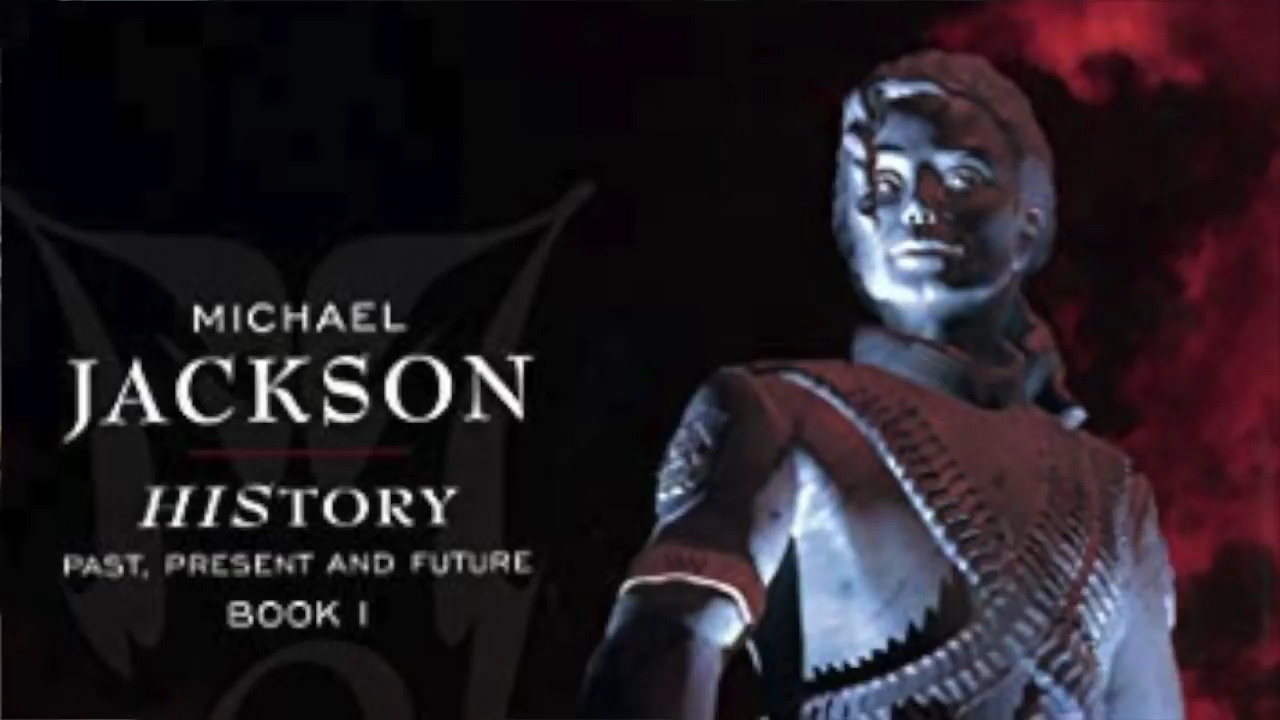 MICHAEL
JACKSON
HISTORY
PAST, PRESENT AND FUTURE
BOOK I